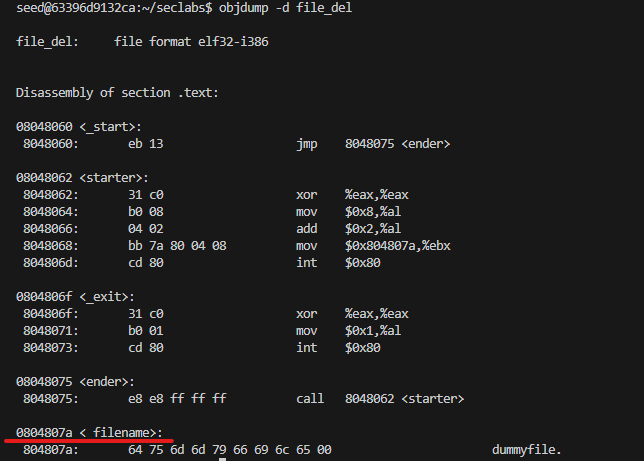 seed@63396d9132ca:~/seclabs$ objdump -d file_del
file_del:     file format elf32-i386
Disassembly of section .text:
08048060 <_start>:
 8048060:	eb 13                	jmp    8048075 <ender>
08048062 <starter>:
 8048062:	31 c0                	xor    %eax,%eax
 8048064:	b0 08                	mov    $0x8,%al
 8048066:	04 02                	add    $0x2,%al
 8048068:	bb 7a 80 04 08       	mov    $0x804807a,%ebx
 804806d:	cd 80                	int    $0x80
0804806f <_exit>:
 804806f:	31 c0                	xor    %eax,%eax
 8048071:	b0 01                	mov    $0x1,%al
 8048073:	cd 80                	int    $0x80
08048075 <ender>:
 8048075:	e8 e8 ff ff ff       	call   8048062 <starter>
0804807a < filename>:
 804807a:	64 75 6d 6d 79 66 69 6c 65 00                       dummyfile.